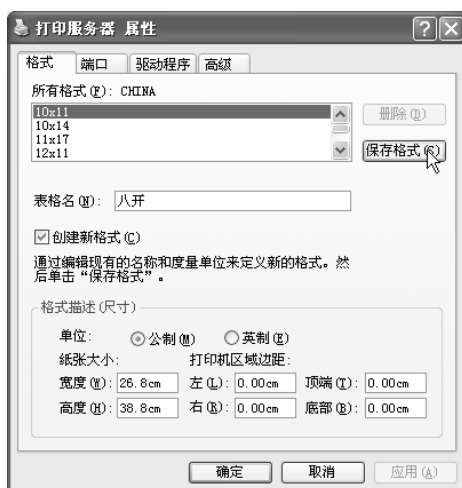 打印服务器 属性
格式 端口 驱动程序 高级
所有格式(F): CHINA
10x11
10x14
11x17
12x11
删除(D)
保存格式(S)
表格名(N): 八开
创建新格式(C)
通过编辑现有的名称和度量单位来定义新的格式。然
后单击“保存格式”。
格式描述(尺寸)
单位: 公制(M) 英制(E)
纸张大小: 打印机区域边距:
宽度(W): 26.8cm 左(L): 0.00cm 顶端(T): 0.00cm
高度(H): 38.8cm 右(R): 0.00cm 底部(B): 0.00cm
确定 取消 应用(A)